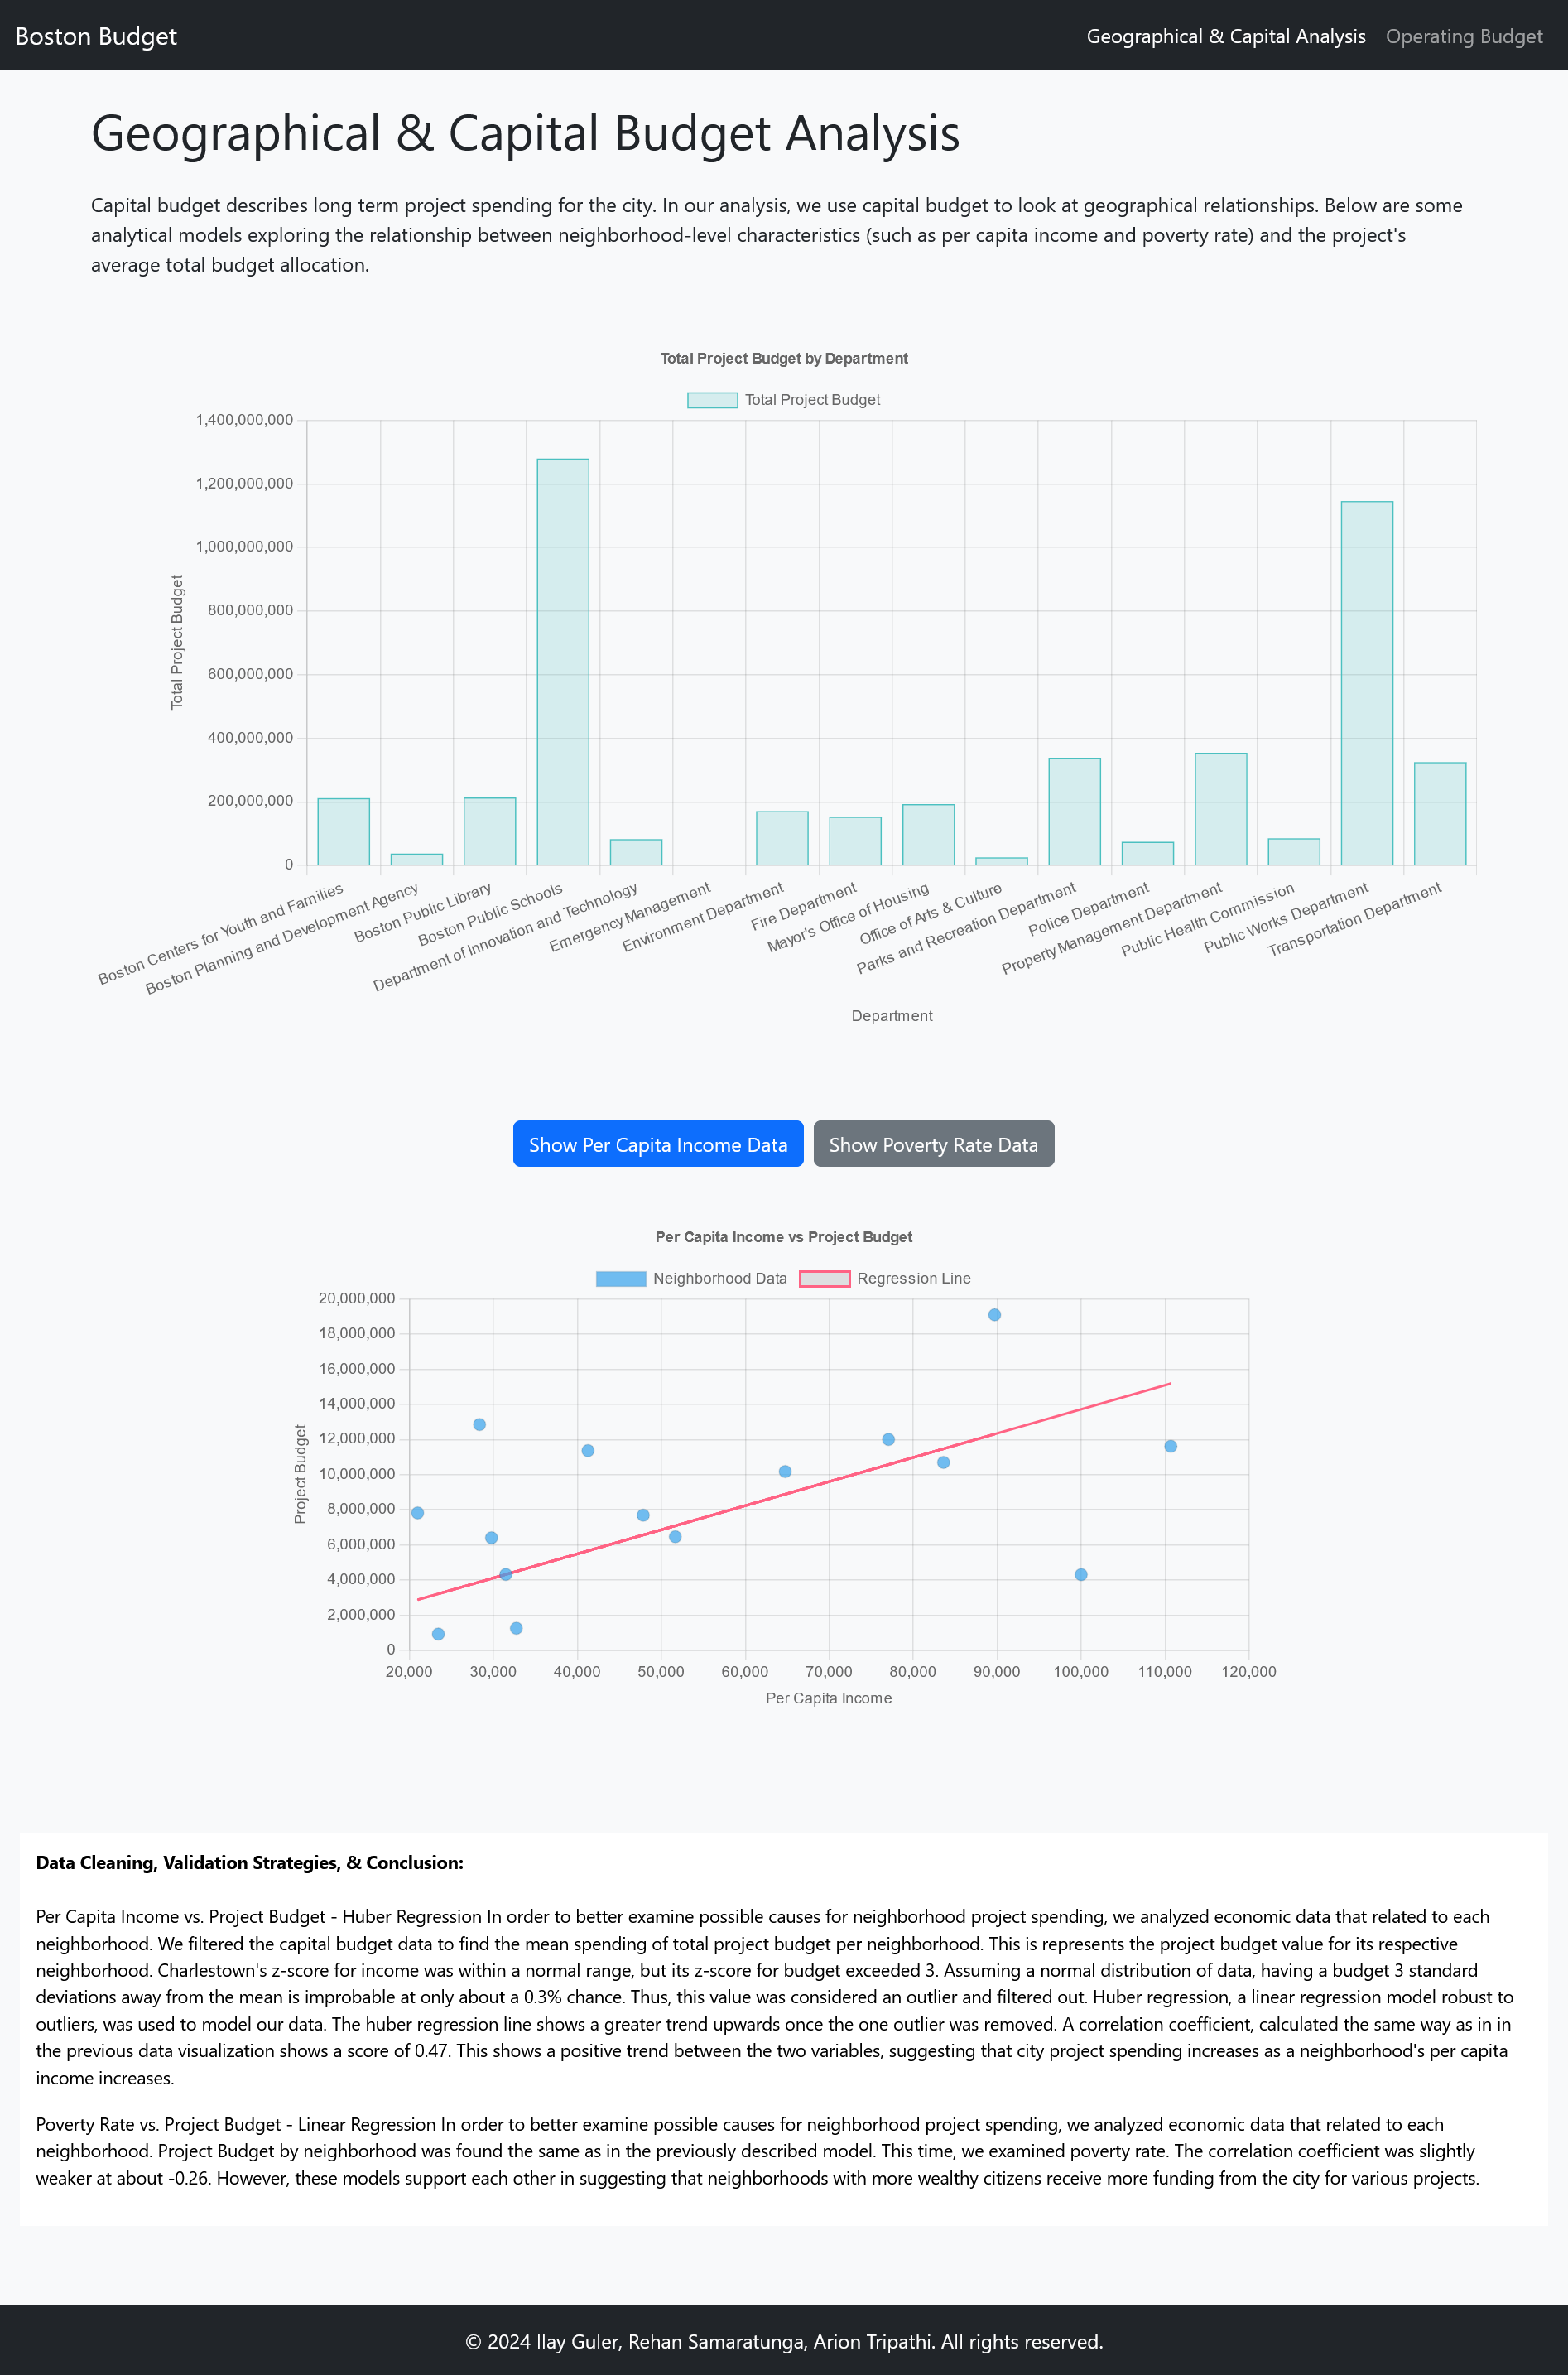 Boston Budget
Geographical & Capital Analysis
Operating Budget
Geographical & Capital Budget Analysis
Capital budget describes long term project spending for the city. In our analysis, we use capital budget to look at geographical relationships. Below are some
analytical models exploring the relationship between neighborhood-level characteristics (such as per capita income and poverty rate) and the project's
average total budget allocation.
Total Project Budget by Department
Total Project Budget
1,400,000,000
1,200,000,000
1,000,000,000
800,000,000
600,000,000
400,000,000
200,000,000
0
Total Project Budget
Boston Centers for Youth and Families
Boston Planning and Development Agency
Boston Public Library
Boston Public Schools
Department of Innovation and Technology
Emergency Management
Environment Department
Fire Department
Mayor's Office of Housing
Office of Arts & Culture
Parks and Recreation Department
Police Department
Property Management Department
Public Health Commission
Public Works Department
Transportation Department
Department
Show Per Capita Income Data
Show Poverty Rate Data
Per Capita Income vs Project Budget
Neighborhood Data
Regression Line
20,000,000
18,000,000
16,000,000
14,000,000
12,000,000
10,000,000
8,000,000
6,000,000
4,000,000
2,000,000
0
Project Budget
20,000
30,000
40,000
50,000
60,000
70,000
80,000
90,000
100,000
110,000
120,000
Per Capita Income
Data Cleaning, Validation Strategies, & Conclusion:
Per Capita Income vs. Project Budget - Huber Regression In order to better examine possible causes for neighborhood project spending, we analyzed economic data that related to each
neighborhood. We filtered the capital budget data to find the mean spending of total project budget per neighborhood. This is represents the project budget value for its respective
neighborhood. Charlestown's z-score for income was within a normal range, but its z-score for budget exceeded 3. Assuming a normal distribution of data, having a budget 3 standard
deviations away from the mean is improbable at only about a 0.3% chance. Thus, this value was considered an outlier and filtered out. Huber regression, a linear regression model robust to
outliers, was used to model our data. The huber regression line shows a greater trend upwards once the one outlier was removed. A correlation coefficient, calculated the same way as in in
the previous data visualization shows a score of 0.47. This shows a positive trend between the two variables, suggesting that city project spending increases as a neighborhood's per capita
income increases.
Poverty Rate vs. Project Budget - Linear Regression In order to better examine possible causes for neighborhood project spending, we analyzed economic data that related to each
neighborhood. Project Budget by neighborhood was found the same as in the previously described model. This time, we examined poverty rate. The correlation coefficient was slightly
weaker at about -0.26. However, these models support each other in suggesting that neighborhoods with more wealthy citizens receive more funding from the city for various projects.
© 2024 Ilay Guler, Rehan Samaratunga, Arion Tripathi. All rights reserved.